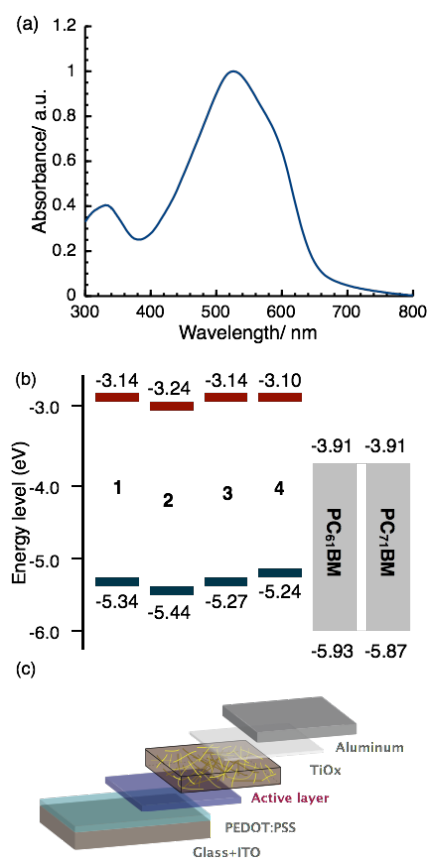 (a)
1.2
1
0.8
0.6
0.4
0.2
0
Absorbance/ a.u.
300 400 500 600 700 800
Wavelength/ nm
(b)
-3.14 -3.24 -3.14 -3.10
-3.0
-3.91 -3.91
-4.0
1 2 3 4
Energy level (eV)
PC₆₁BM PC₇₁BM
-5.0
-5.34 -5.44 -5.27 -5.24
-6.0
-5.93 -5.87
(c)
Aluminum
TiOx
Active layer
PEDOT:PSS
Glass+ITO